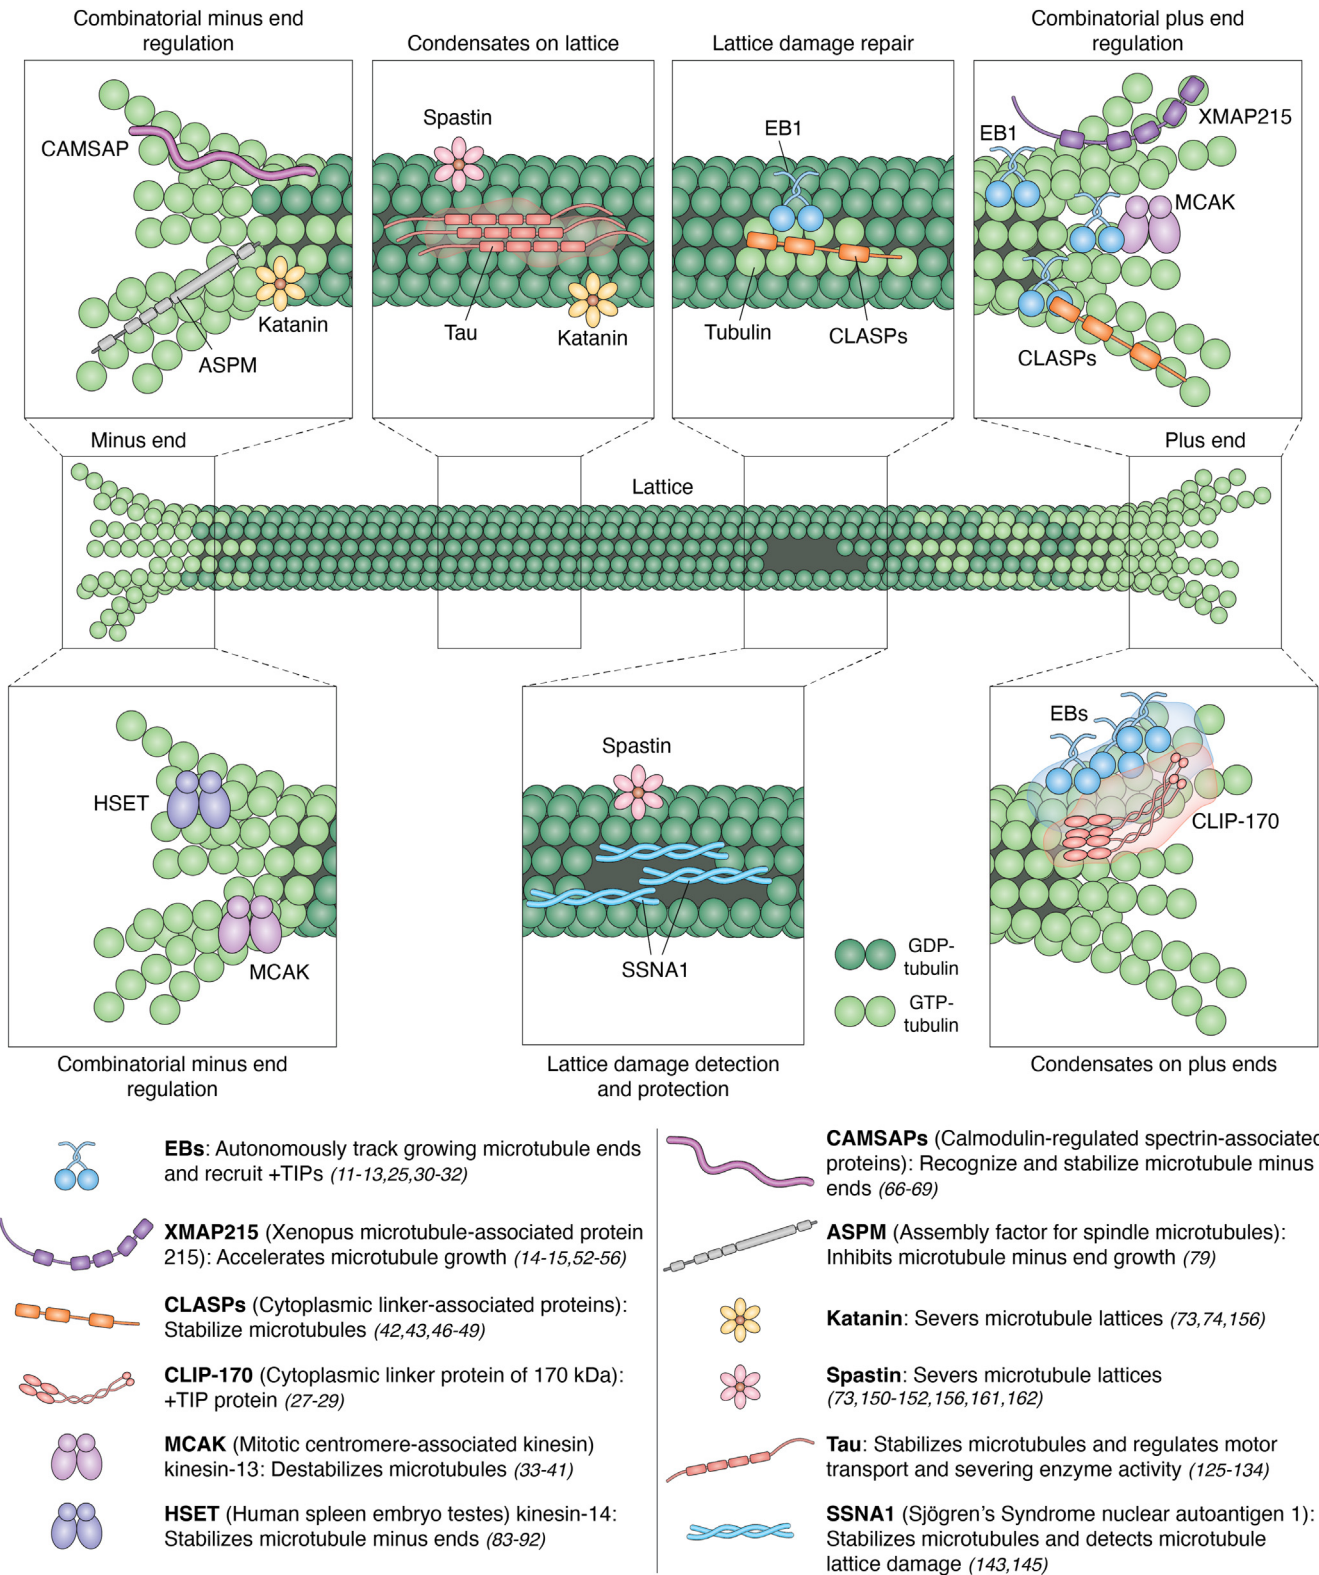 Combinatorial minus end
regulation
Condensates on lattice
Lattice damage repair
Combinatorial plus end
regulation
CAMSAP
Katanin
ASPM
Spastin
Tau
Katanin
EB1
Tubulin
CLASPs
EB1
XMAP215
MCAK
CLASPs
Minus end
Lattice
Plus end
HSET
MCAK
Combinatorial minus end
regulation
Spastin
SSNA1
Lattice damage detection
and protection
GDP-
tubulin
GTP-
tubulin
EBs
CLIP-170
Condensates on plus ends
EBs: Autonomously track growing microtubule ends
and recruit +TIPs (11-13,25,30-32)
XMAP215 (Xenopus microtubule-associated protein
215): Accelerates microtubule growth (14-15,52-56)
CLASPs (Cytoplasmic linker-associated proteins):
Stabilize microtubules (42,43,46-49)
CLIP-170 (Cytoplasmic linker protein of 170 kDa):
+TIP protein (27-29)
MCAK (Mitotic centromere-associated kinesin)
kinesin-13: Destabilizes microtubules (33-41)
HSET (Human spleen embryo testes) kinesin-14:
Stabilizes microtubule minus ends (83-92)
CAMSAPs (Calmodulin-regulated spectrin-associated
proteins): Recognize and stabilize microtubule minus
ends (66-69)
ASPM (Assembly factor for spindle microtubules):
Inhibits microtubule minus end growth (79)
Katanin: Severs microtubule lattices (73,74,156)
Spastin: Severs microtubule lattices
(73,150-152,156,161,162)
Tau: Stabilizes microtubules and regulates motor
transport and severing enzyme activity (125-134)
SSNA1 (Sjögren's Syndrome nuclear autoantigen 1):
Stabilizes microtubules and detects microtubule
lattice damage (143,145)